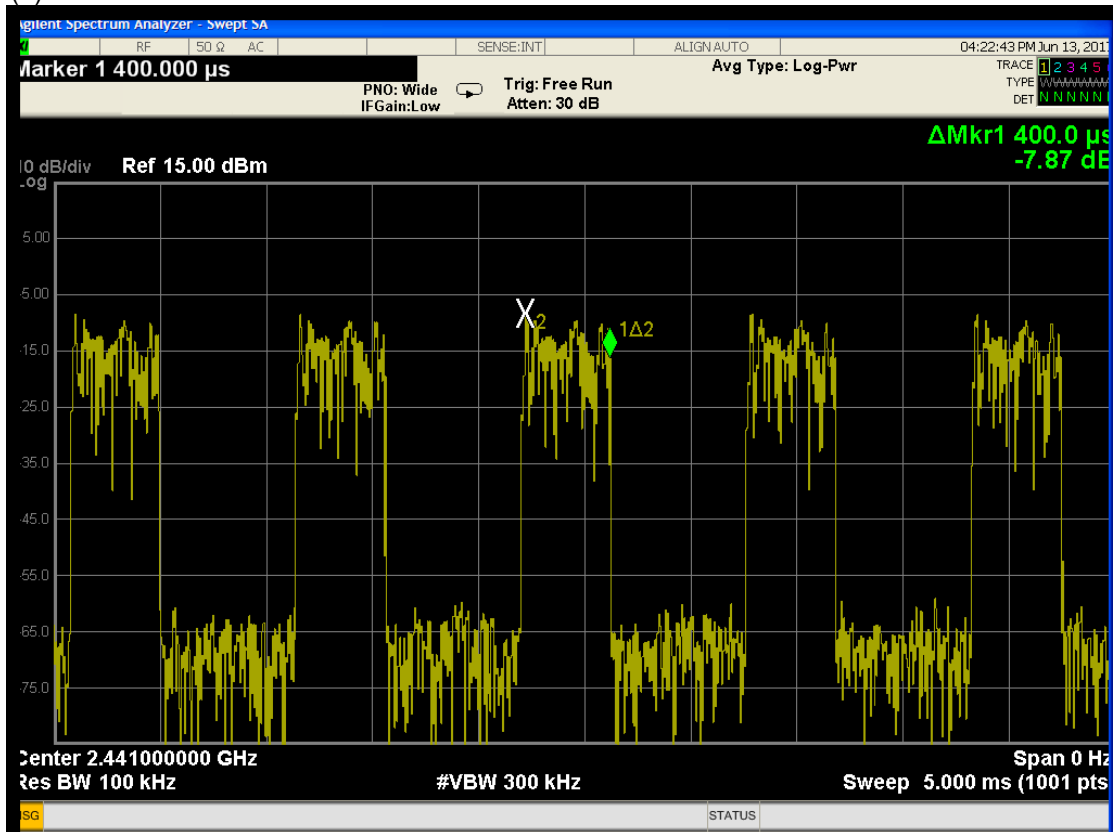 Agilent Spectrum Analyzer - Swept SA
RF 50 Ω AC SENSE:INT ALIGN AUTO 04:22:43 PM Jun 13, 201
Marker 1 400.000 µs
PNO: Wide
IFGain:Low
Trig: Free Run
Atten: 30 dB
Avg Type: Log-Pwr
TRACE 1 2 3 4 5
TYPE
DET N N N N N
ΔMkr1 400.0 µs
-7.87 dB
10 dB/div Ref 15.00 dBm
Log
5.00
-5.00
-15.0
-25.0
-35.0
-45.0
-55.0
-65.0
-75.0
X2
1Δ2
Center 2.441000000 GHz Span 0 Hz
Res BW 100 kHz #VBW 300 kHz Sweep 5.000 ms (1001 pts
MSG STATUS